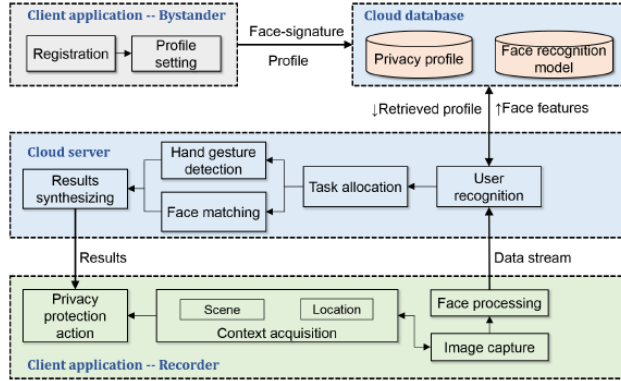 Client application -- Bystander
Registration
Profile
setting
Face-signature
Profile
Cloud database
Privacy profile
Face recognition
model
↓Retrieved profile
↑Face features
Cloud server
Hand gesture
detection
Results
synthesizing
Face matching
Task allocation
User
recognition
Results
Data stream
Privacy
protection
action
Scene
Location
Context acquisition
Face processing
Image capture
Client application -- Recorder